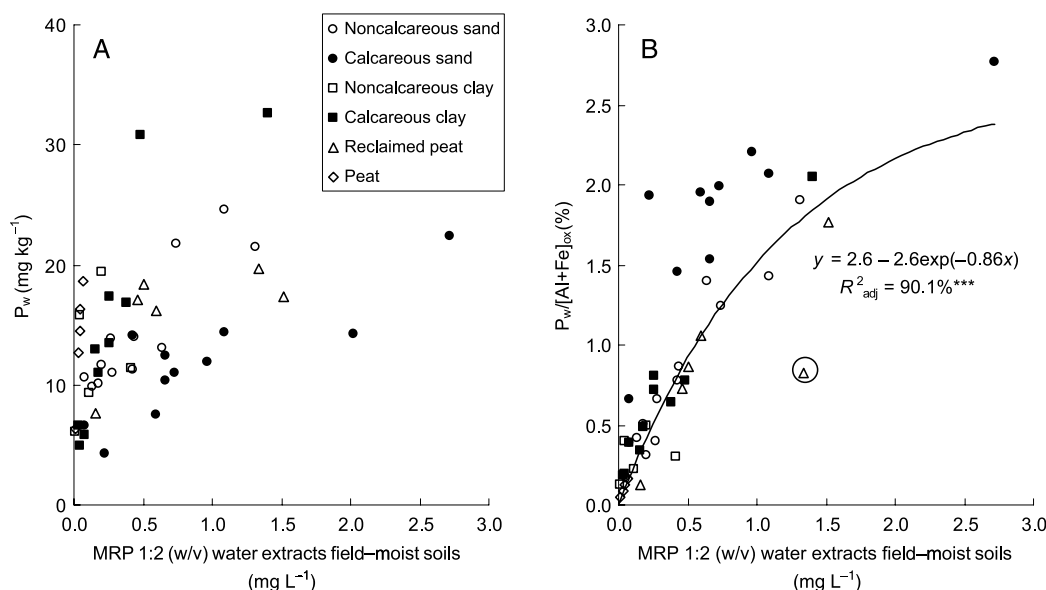 A
40
30
20
10
0
0.0 0.5 1.0 1.5 2.0 2.5 3.0
P_w (mg kg⁻¹)
MRP 1:2 (w/v) water extracts field–moist soils
(mg L⁻¹)
Noncalcareous sand
Calcareous sand
Noncalcareous clay
Calcareous clay
Reclaimed peat
Peat
B
3.0
2.5
2.0
1.5
1.0
0.5
0.0
0.0 0.5 1.0 1.5 2.0 2.5 3.0
P_w/[Al+Fe]_ox(%)
y = 2.6 – 2.6exp(–0.86x)
R²_adj = 90.1%***
MRP 1:2 (w/v) water extracts field–moist soils
(mg L⁻¹)